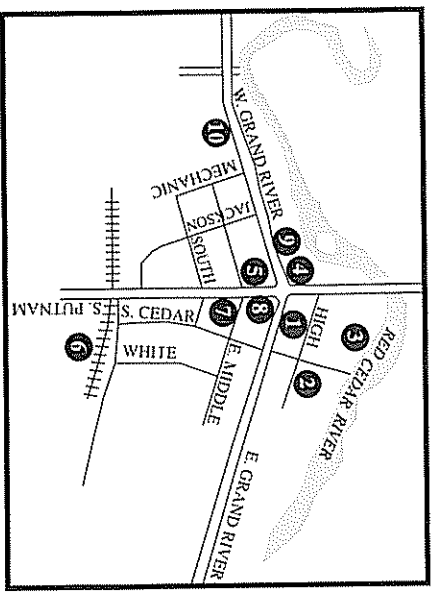 W. GRAND RIVER
MECHANIC
JACKSON
SOUTH
S. PUTNAM
S. CEDAR
WHITE
E. MIDDLE
HIGH
RED CEDAR RIVER
E. GRAND RIVER
10
9
4
5
1
3
2
8
7
6